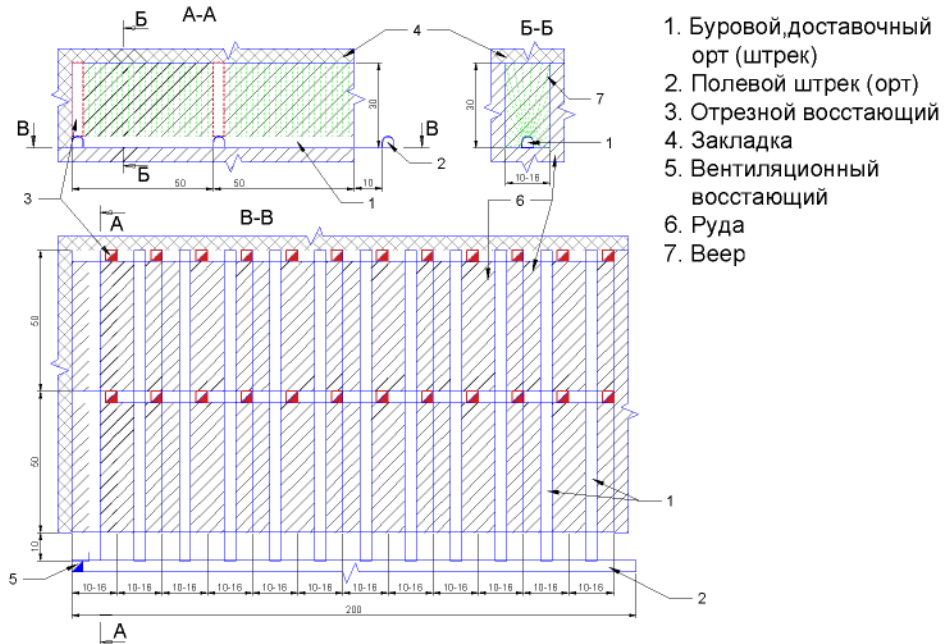 А-А
Б
4
Б-Б
30
30
7
В
В
1
2
Б
50
50
10
10-16
3
1
6
А
В-В
50
50
1
10
5
10-16 10-16 10-16 10-16 10-16 10-16 10-16 10-16 10-16 10-16 10-16 10-16
2
200
А
1. Буровой,доставочный
орт (штрек)
2. Полевой штрек (орт)
3. Отрезной восстающий
4. Закладка
5. Вентиляционный
восстающий
6. Руда
7. Веер